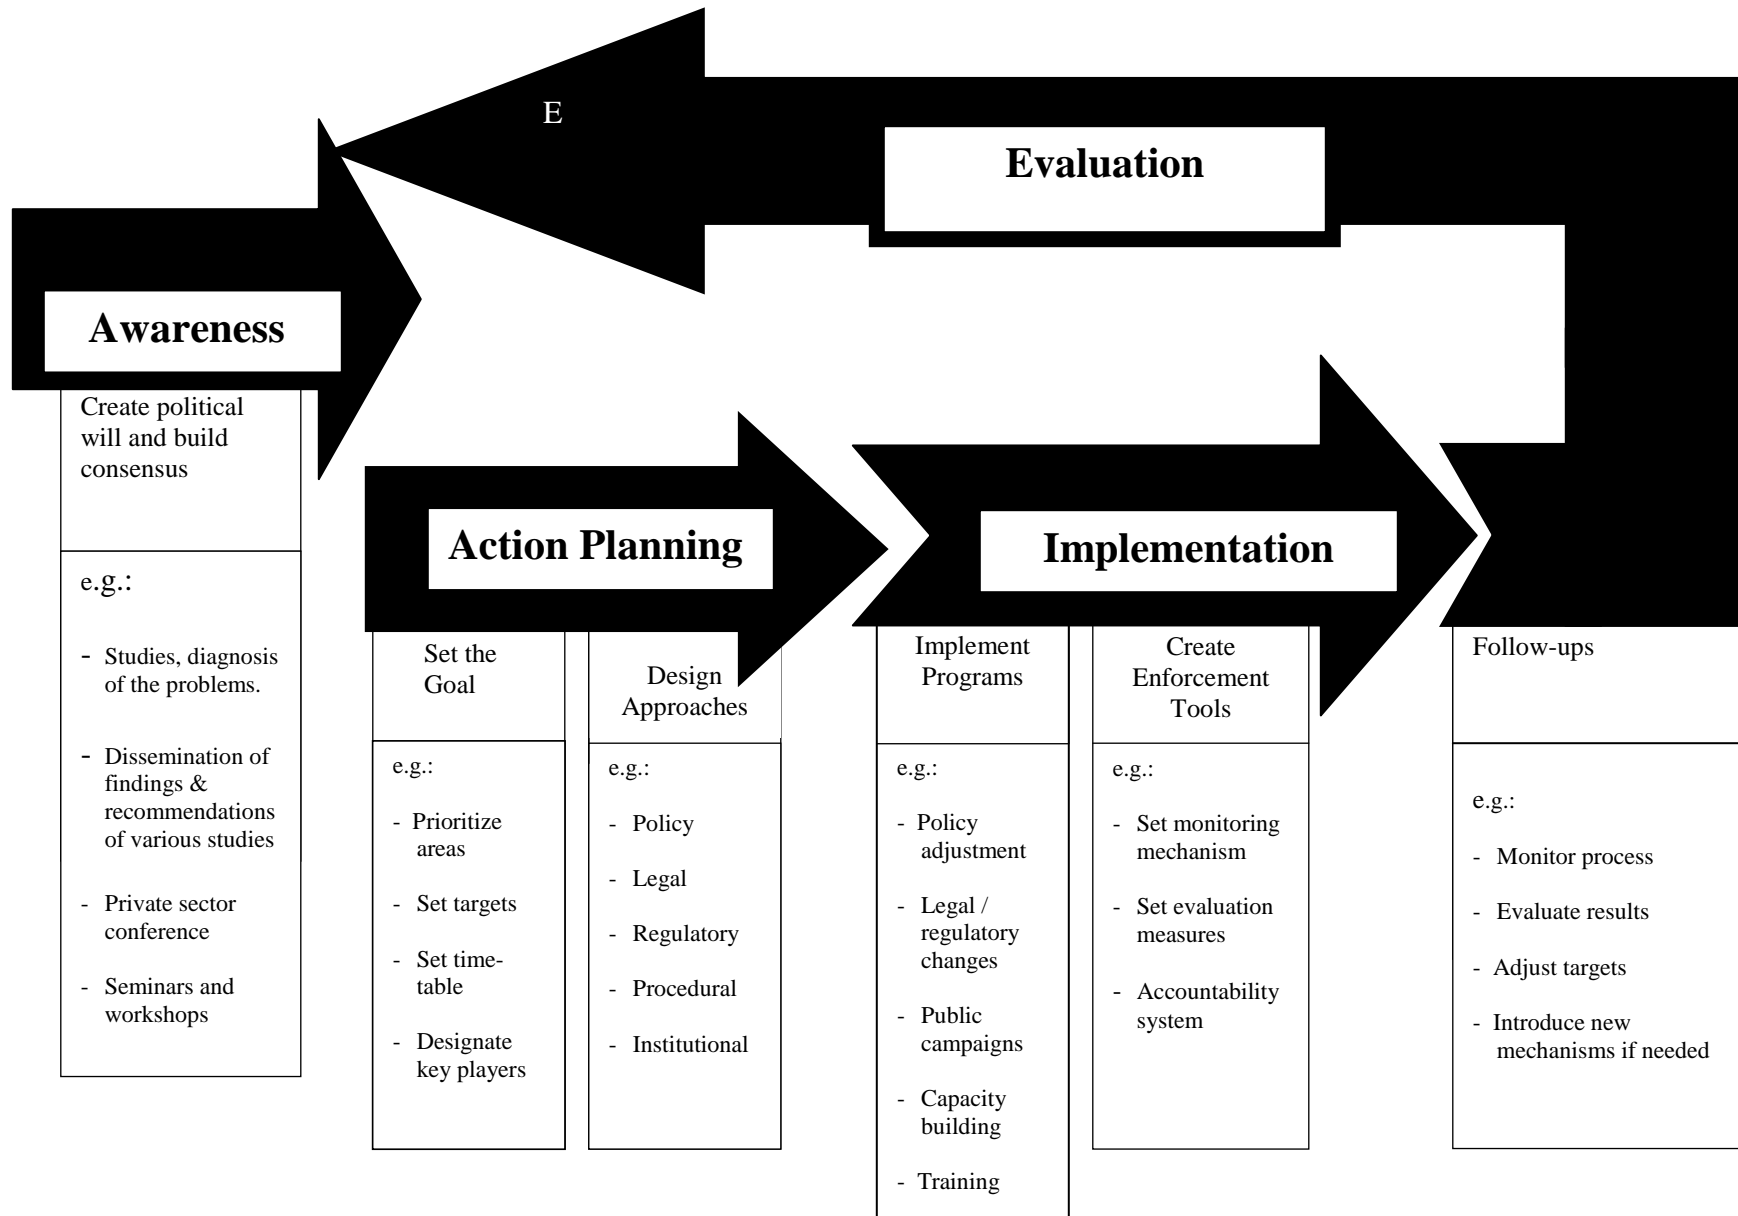 E
Evaluation
Awareness
Create political
will and build
consensus
e.g.:
- Studies, diagnosis
of the problems.
- Dissemination of
findings &
recommendations
of various studies
- Private sector
conference
- Seminars and
workshops
Action Planning
Set the
Goal
e.g.:
- Prioritize
areas
- Set targets
- Set time-
table
- Designate
key players
Design
Approaches
e.g.:
- Policy
- Legal
- Regulatory
- Procedural
- Institutional
Implementation
Implement
Programs
e.g.:
- Policy
adjustment
- Legal /
regulatory
changes
- Public
campaigns
- Capacity
building
- Training
Create
Enforcement
Tools
e.g.:
- Set monitoring
mechanism
- Set evaluation
measures
- Accountability
system
Follow-ups
e.g.:
- Monitor process
- Evaluate results
- Adjust targets
- Introduce new
mechanisms if needed